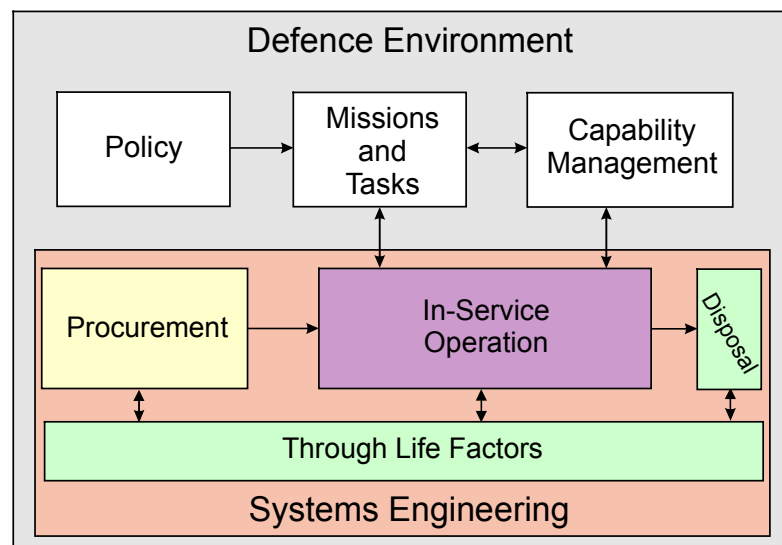 Defence Environment
Policy
Missions
and
Tasks
Capability
Management
Procurement
In-Service
Operation
Disposal
Through Life Factors
Systems Engineering